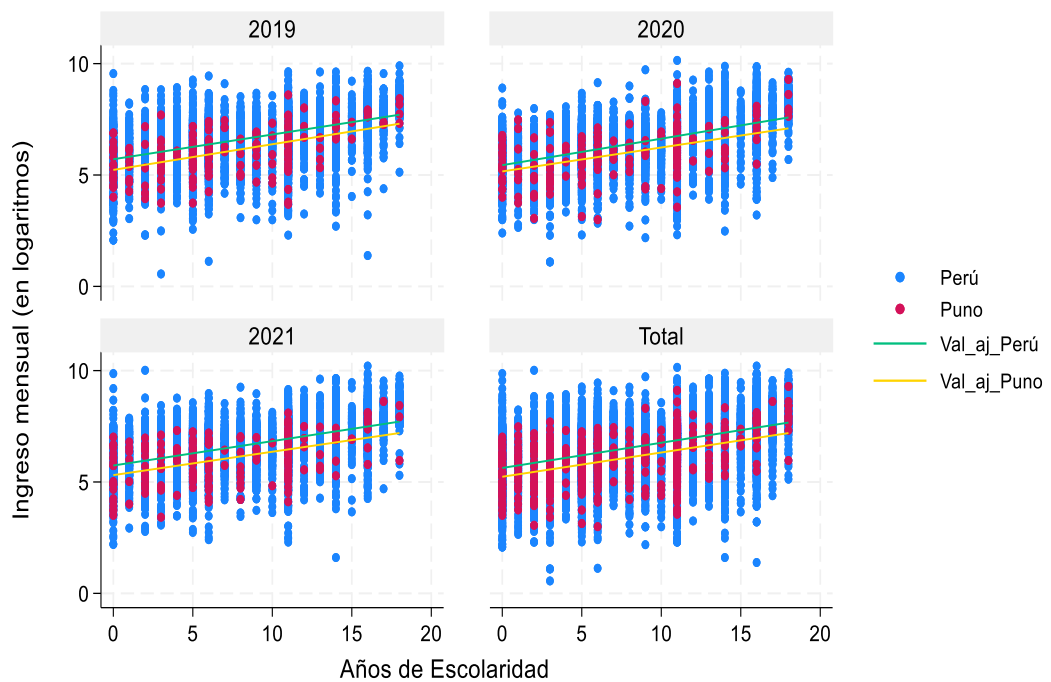 2019
2020
10
5
0
2021
Total
10
5
0
0 5 10 15 20
0 5 10 15 20
Años de Escolaridad
Ingreso mensual (en logaritmos)
Perú
Puno
Val_aj_Perú
Val_aj_Puno